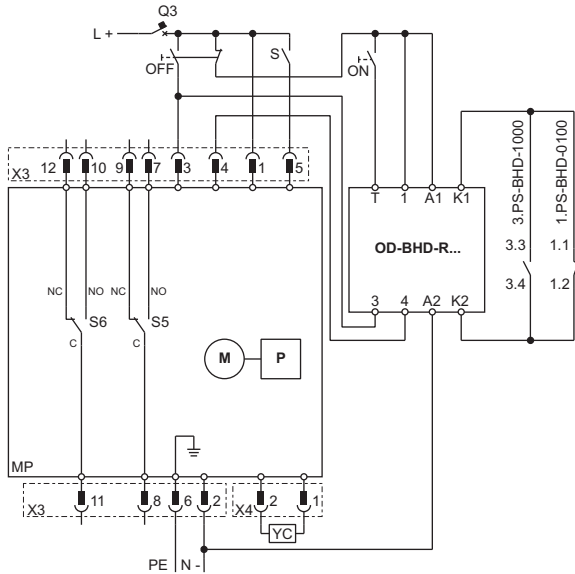 Q3
L +
OFF
S
ON
X3
12
10
9
7
3
4
1
5
T
1
A1
K1
OD-BHD-R...
3
4
A2
K2
3.PS-BHD-1000
1.PS-BHD-0100
3.3
3.4
1.1
1.2
NC
NO
NC
NO
S6
S5
C
C
M
P
MP
X3
11
8
6
2
X4
2
1
YC
PE
N -